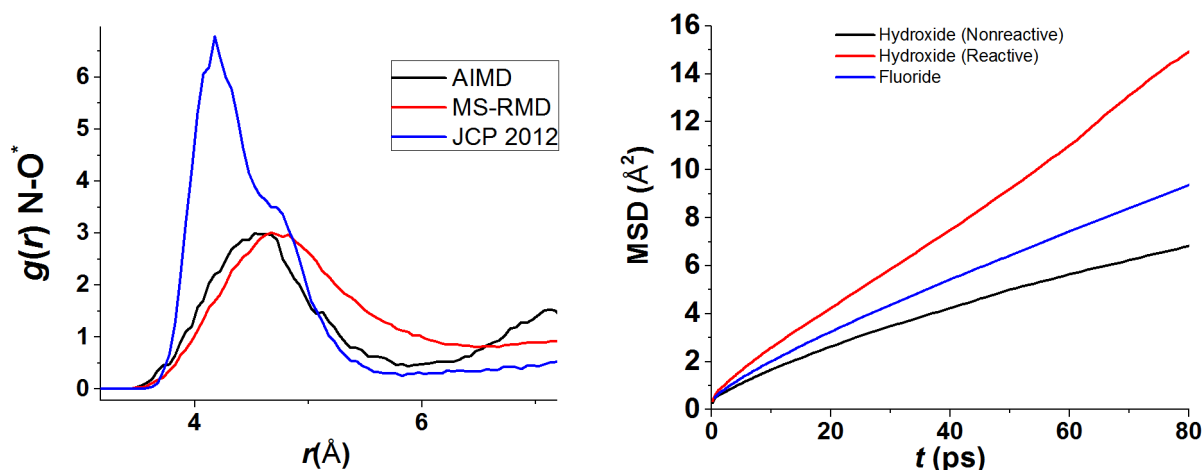 g(r) N-O*
6
5
4
3
2
1
0
AIMD
MS-RMD
JCP 2012
4
6
r(Å)
MSD (Å²)
16
14
12
10
8
6
4
2
0
Hydroxide (Nonreactive)
Hydroxide (Reactive)
Fluoride
0
20
40
60
80
t (ps)